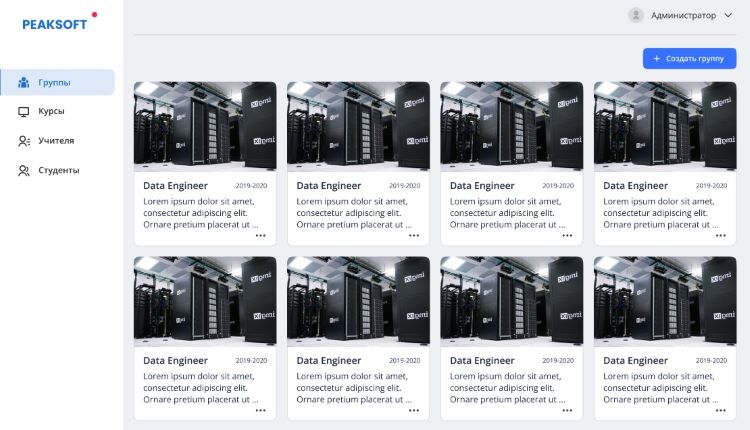 PEAKSOFT
Администратор
Группы
Курсы
Учителя
Студенты
+ Создать группу
Data Engineer 2019-2020
Lorem ipsum dolor sit amet,
consectetur adipiscing elit.
Ornare pretium placerat ut ...
Data Engineer 2019-2020
Lorem ipsum dolor sit amet,
consectetur adipiscing elit.
Ornare pretium placerat ut ...
Data Engineer 2019-2020
Lorem ipsum dolor sit amet,
consectetur adipiscing elit.
Ornare pretium placerat ut ...
Data Engineer 2019-2020
Lorem ipsum dolor sit amet,
consectetur adipiscing elit.
Ornare pretium placerat ut ...
Data Engineer 2019-2020
Lorem ipsum dolor sit amet,
consectetur adipiscing elit.
Ornare pretium placerat ut ...
Data Engineer 2019-2020
Lorem ipsum dolor sit amet,
consectetur adipiscing elit.
Ornare pretium placerat ut ...
Data Engineer 2019-2020
Lorem ipsum dolor sit amet,
consectetur adipiscing elit.
Ornare pretium placerat ut ...
Data Engineer 2019-2020
Lorem ipsum dolor sit amet,
consectetur adipiscing elit.
Ornare pretium placerat ut ...